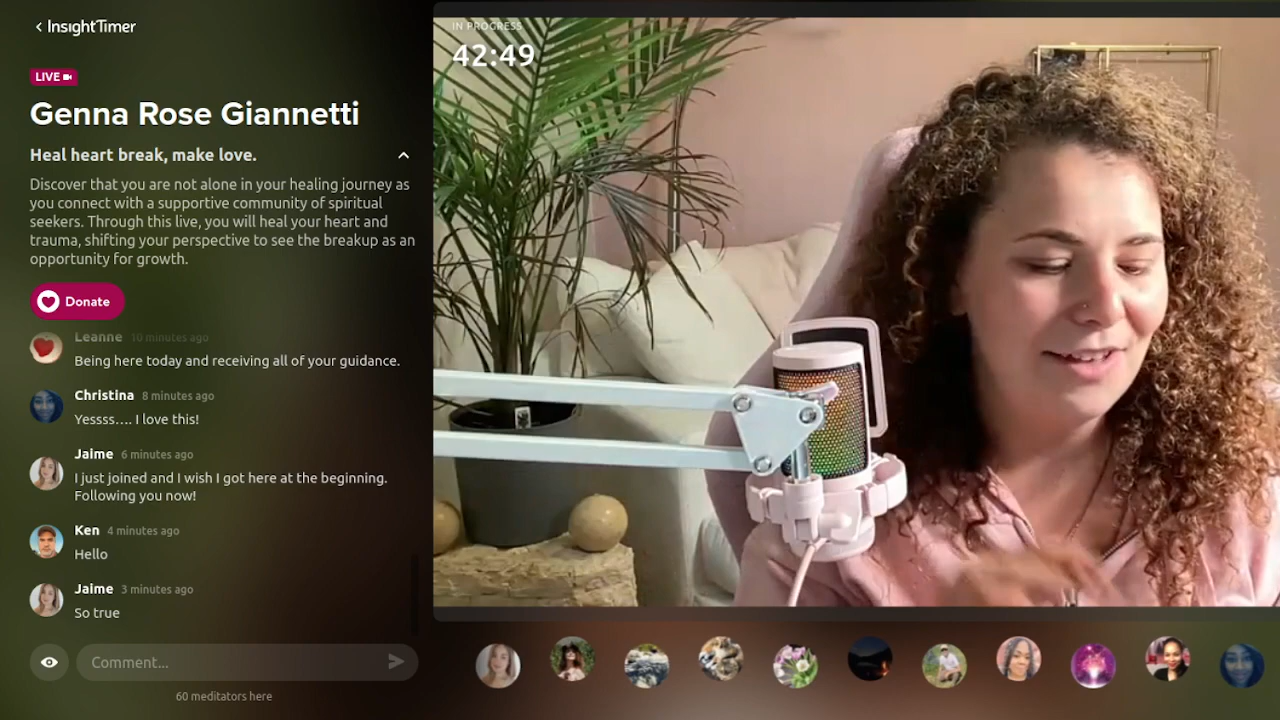 InsightTimer
LIVE
Genna Rose Giannetti
Heal heart break, make love.
Discover that you are not alone in your healing journey as
you connect with a supportive community of spiritual
seekers. Through this live, you will heal your heart and
trauma, shifting your perspective to see the breakup as an
opportunity for growth.
Donate
Leanne 10 minutes ago
Being here today and receiving all of your guidance.
Christina 8 minutes ago
Yessss.... I love this!
Jaime 6 minutes ago
I just joined and I wish I got here at the beginning.
Following you now!
Ken 4 minutes ago
Hello
Jaime 3 minutes ago
So true
Comment...
60 meditators here
IN PROGRESS
42:49